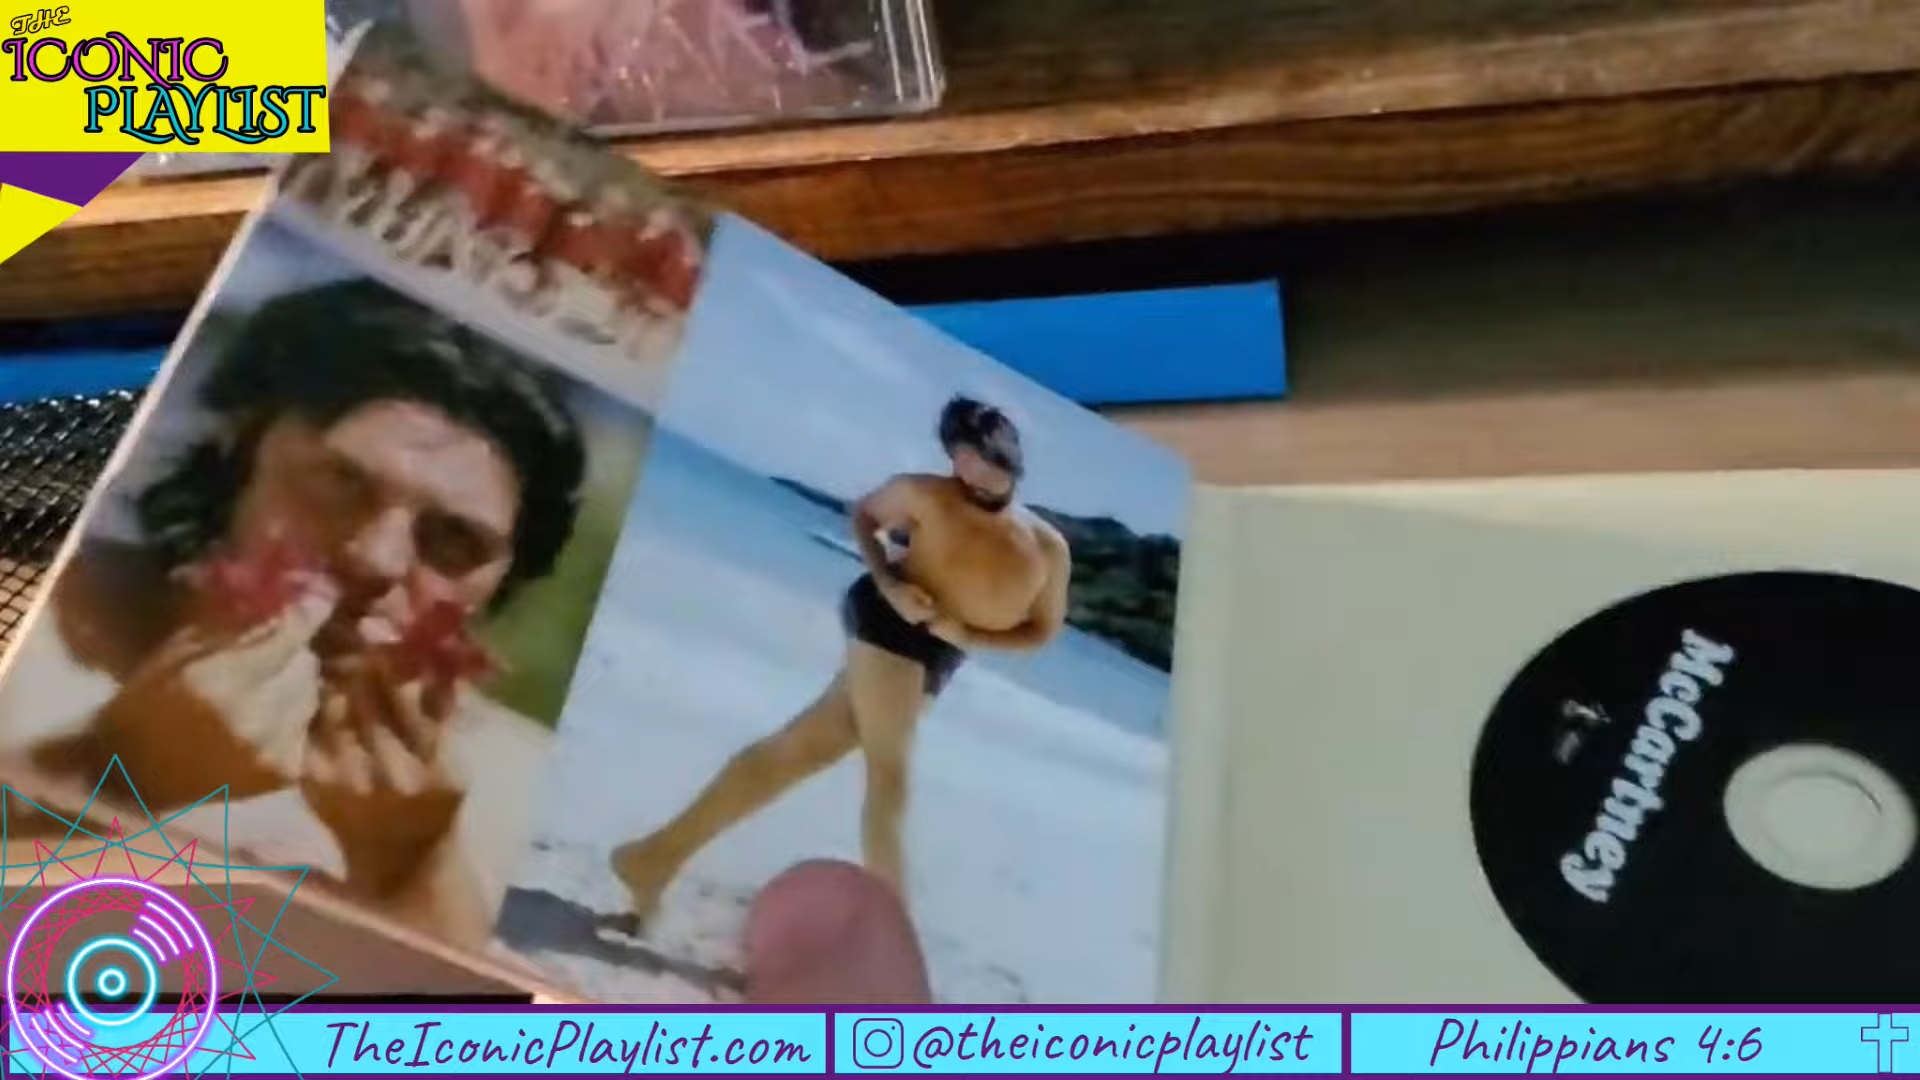 THE
ICONIC
PLAYLIST
McCartney
TheIconicPlaylist.com
@theiconicplaylist
Philippians 4:6